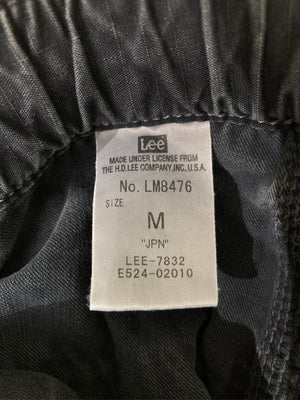 Lee
MADE UNDER LICENSE FROM
THE H.D.LEE COMPANY,INC.,U.S.A.
No. LM8476
SIZE
M
"JPN"
LEE-7832
E524-02010